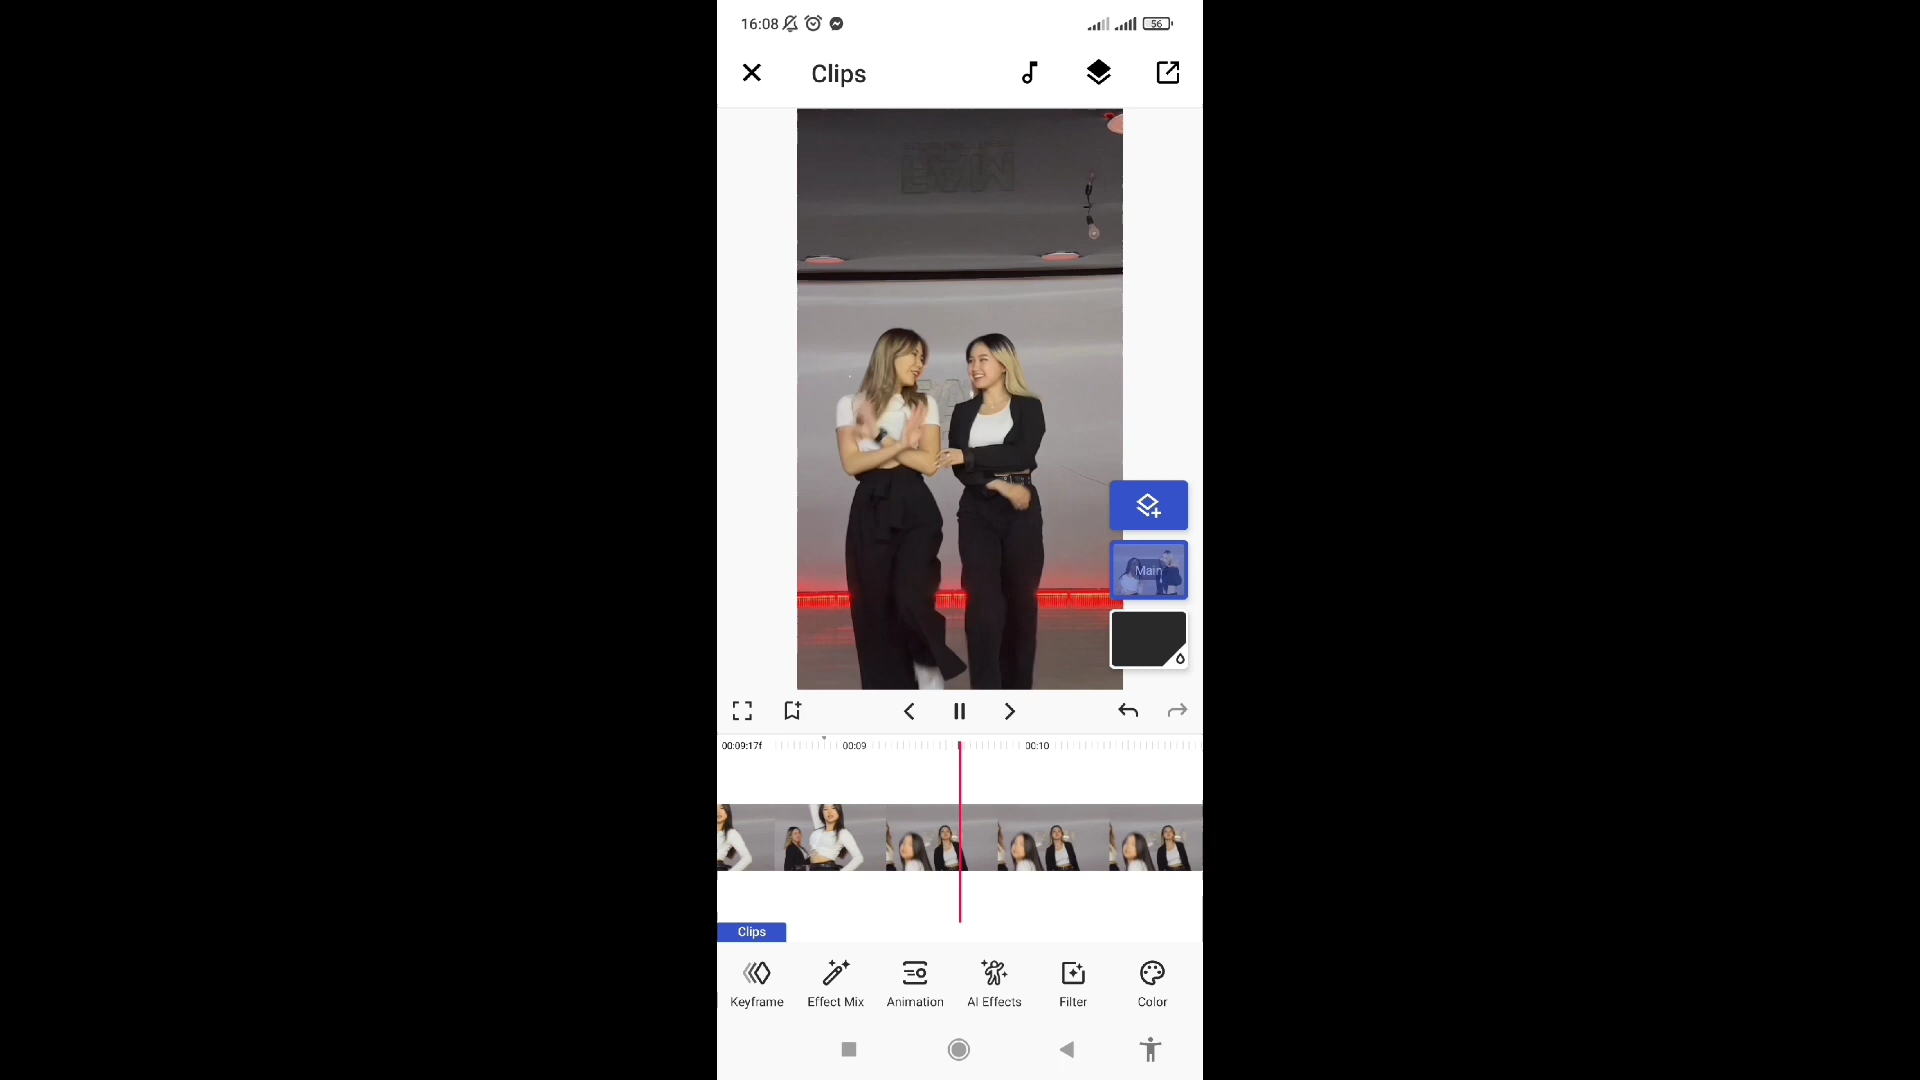 16:08
56
Clips
Main
00:09:17f
00:09
00:10
Clips
Keyframe
Effect Mix
Animation
AI Effects
Filter
Color